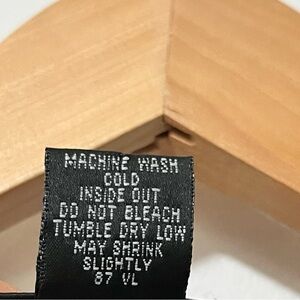 MACHINE WASH
COLD
INSIDE OUT
DO NOT BLEACH
TUMBLE DRY LOW
MAY SHRINK
SLIGHTLY
87 VL